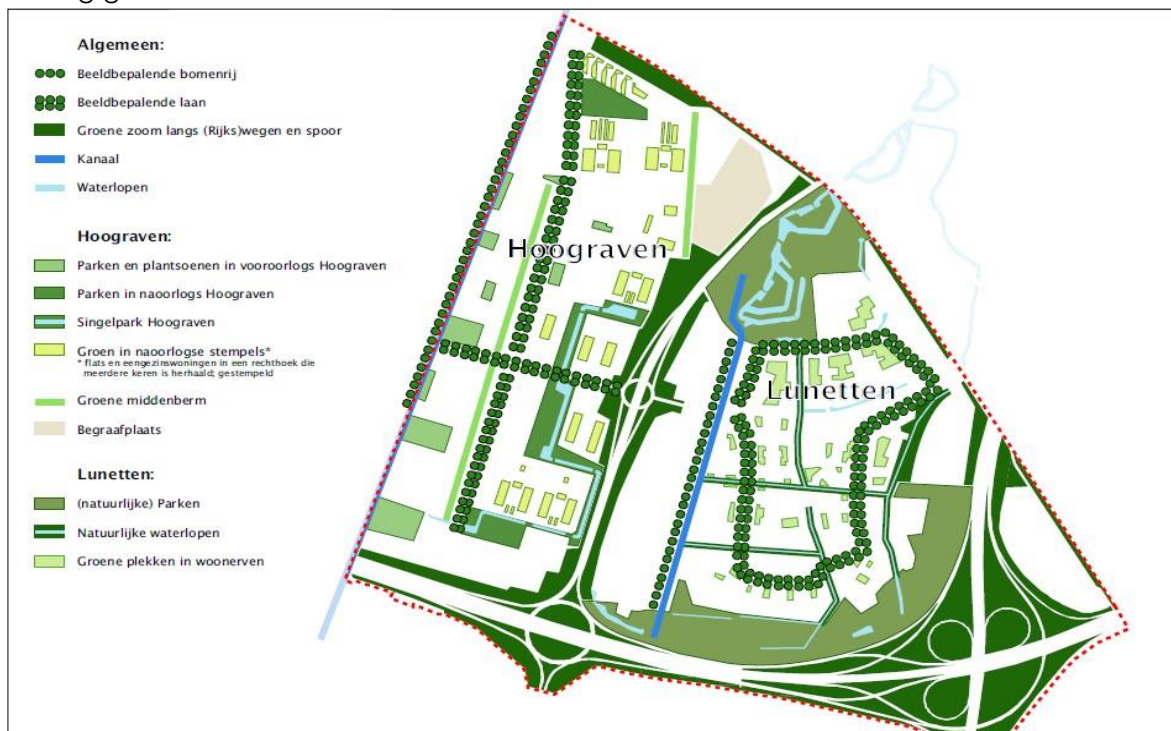 Algemeen:
Beeldbepalende bomenrij
Beeldbepalende laan
Groene zoom langs (Rijks)wegen en spoor
Kanaal
Waterlopen
Hoograven:
Parken en plantsoenen in vooroorlogs Hoograven
Parken in naoorlogs Hoograven
Singelpark Hoograven
Groen in naoorlogse stempels*
* flats en eengezinswoningen in een rechthoek die
meerdere keren is herhaald; gestempeld
Groene middenberm
Begraafplaats
Lunetten:
(natuurlijke) Parken
Natuurlijke waterlopen
Groene plekken in woonerven
Hoograven
Lunetten